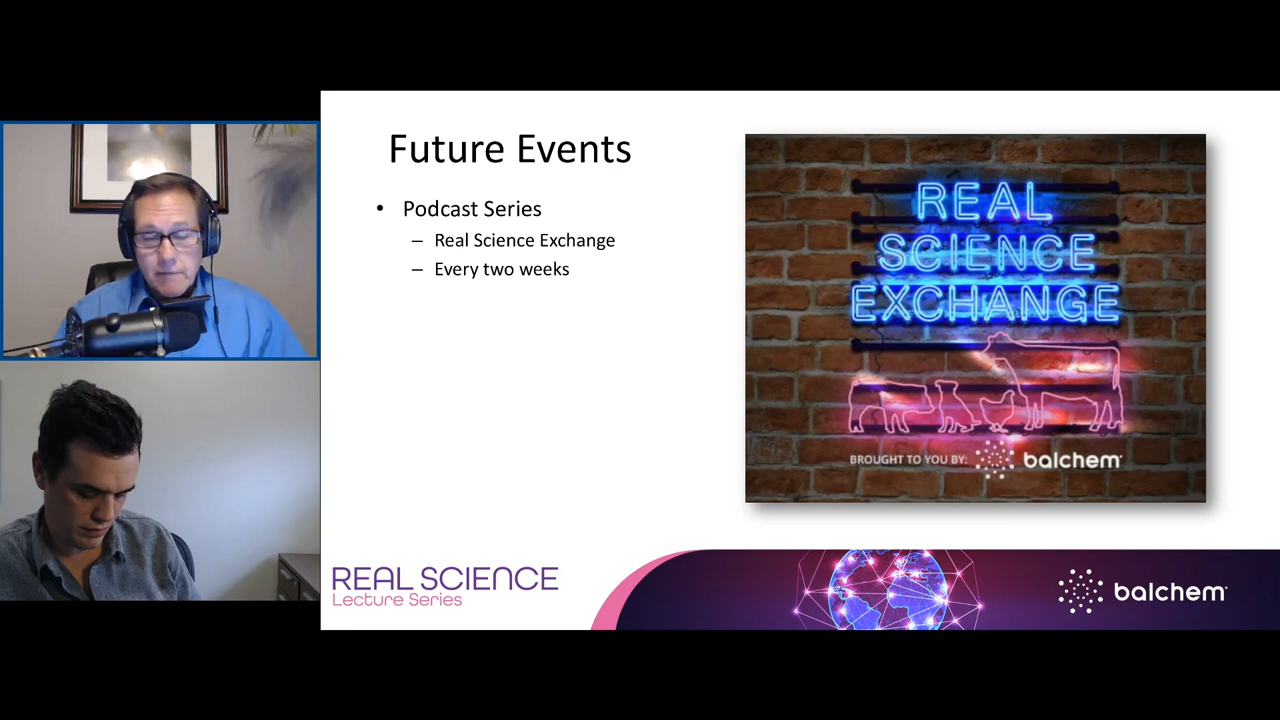 Future Events
• Podcast Series
– Real Science Exchange
– Every two weeks
REAL
SCIENCE
EXCHANGE
BROUGHT TO YOU BY: balchem
REAL SCIENCE
Lecture Series
balchem